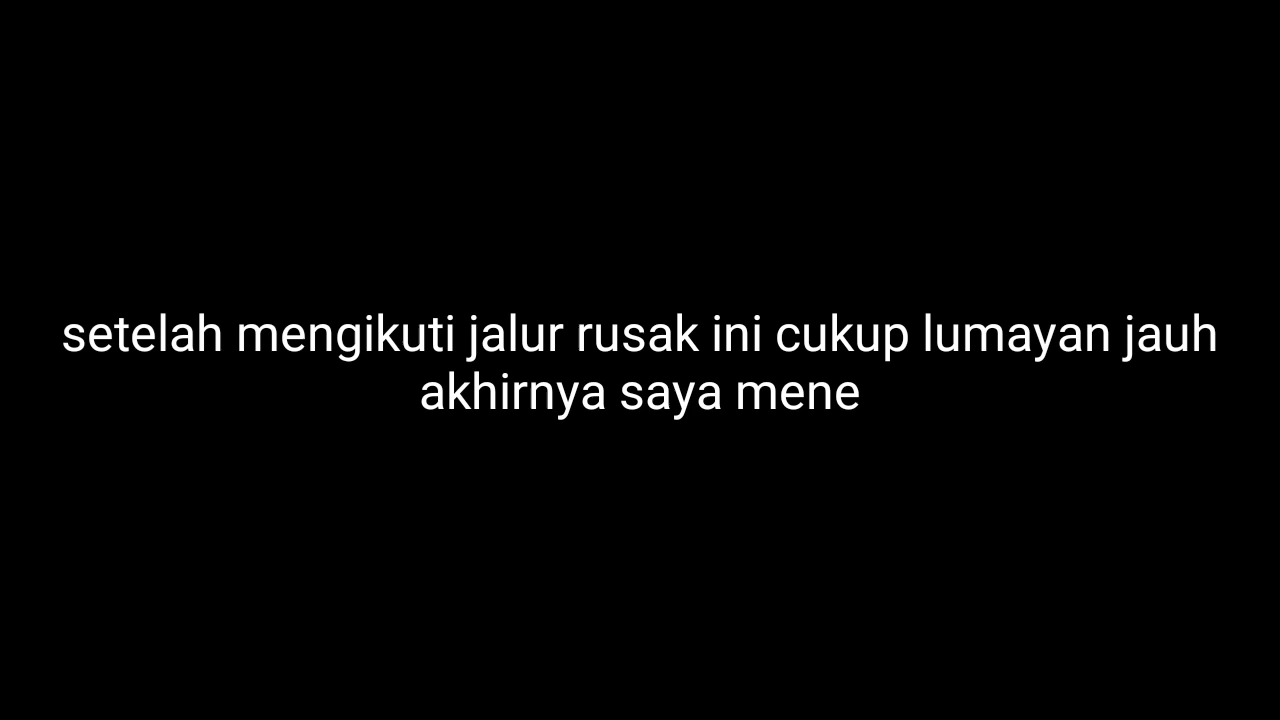 setelah mengikuti jalur rusak ini cukup lumayan jauh
akhirnya saya mene